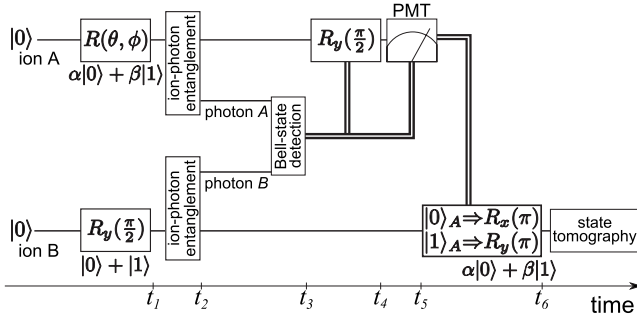 PMT
|0⟩
ion A
R(θ, ϕ)
α|0⟩ + β|1⟩
ion-photon
entanglement
R_y(π/2)
photon A
Bell-state
detection
photon B
|0⟩
ion B
R_y(π/2)
|0⟩ + |1⟩
ion-photon
entanglement
|0⟩_A ⇒ R_x(π)
|1⟩_A ⇒ R_y(π)
α|0⟩ + β|1⟩
state
tomography
t_1 t_2 t_3 t_4 t_5 t_6
time